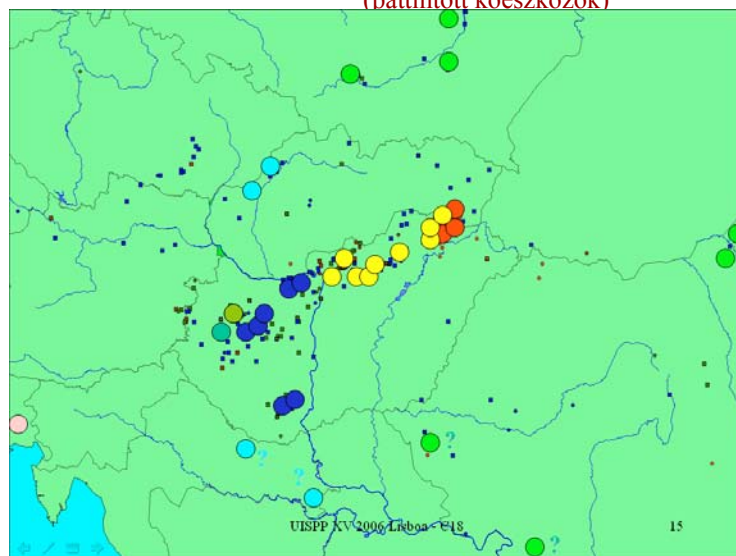 (pattintott kőeszközök)
?
?
?
?
UISPP XV 2006 Lisboa - C18
15